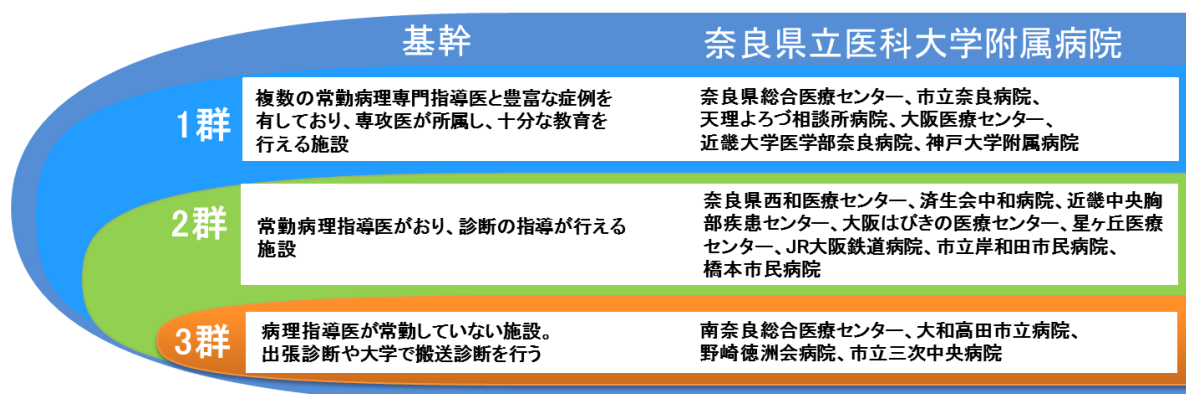 基幹 奈良県立医科大学附属病院
1群
複数の常勤病理専門指導医と豊富な症例を
有しており、専攻医が所属し、十分な教育を
行える施設
奈良県総合医療センター、市立奈良病院、
天理よろづ相談所病院、大阪医療センター、
近畿大学医学部奈良病院、神戸大学附属病院
2群
常勤病理指導医がおり、診断の指導が行える
施設
奈良県西和医療センター、済生会中和病院、近畿中央胸
部疾患センター、大阪はびきの医療センター、星ヶ丘医療
センター、JR大阪鉄道病院、市立岸和田市民病院、
橋本市民病院
3群
病理指導医が常勤していない施設。
出張診断や大学で搬送診断を行う
南奈良総合医療センター、大和高田市立病院、
野崎徳洲会病院、市立三次中央病院